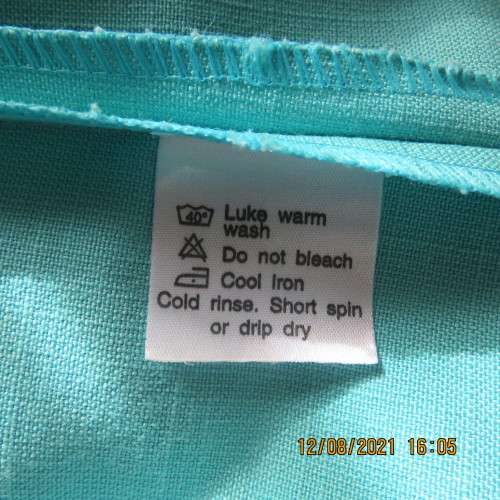 40° Luke warm
wash
Do not bleach
Cool Iron
Cold rinse. Short spin
or drip dry
12/08/2021 16:05